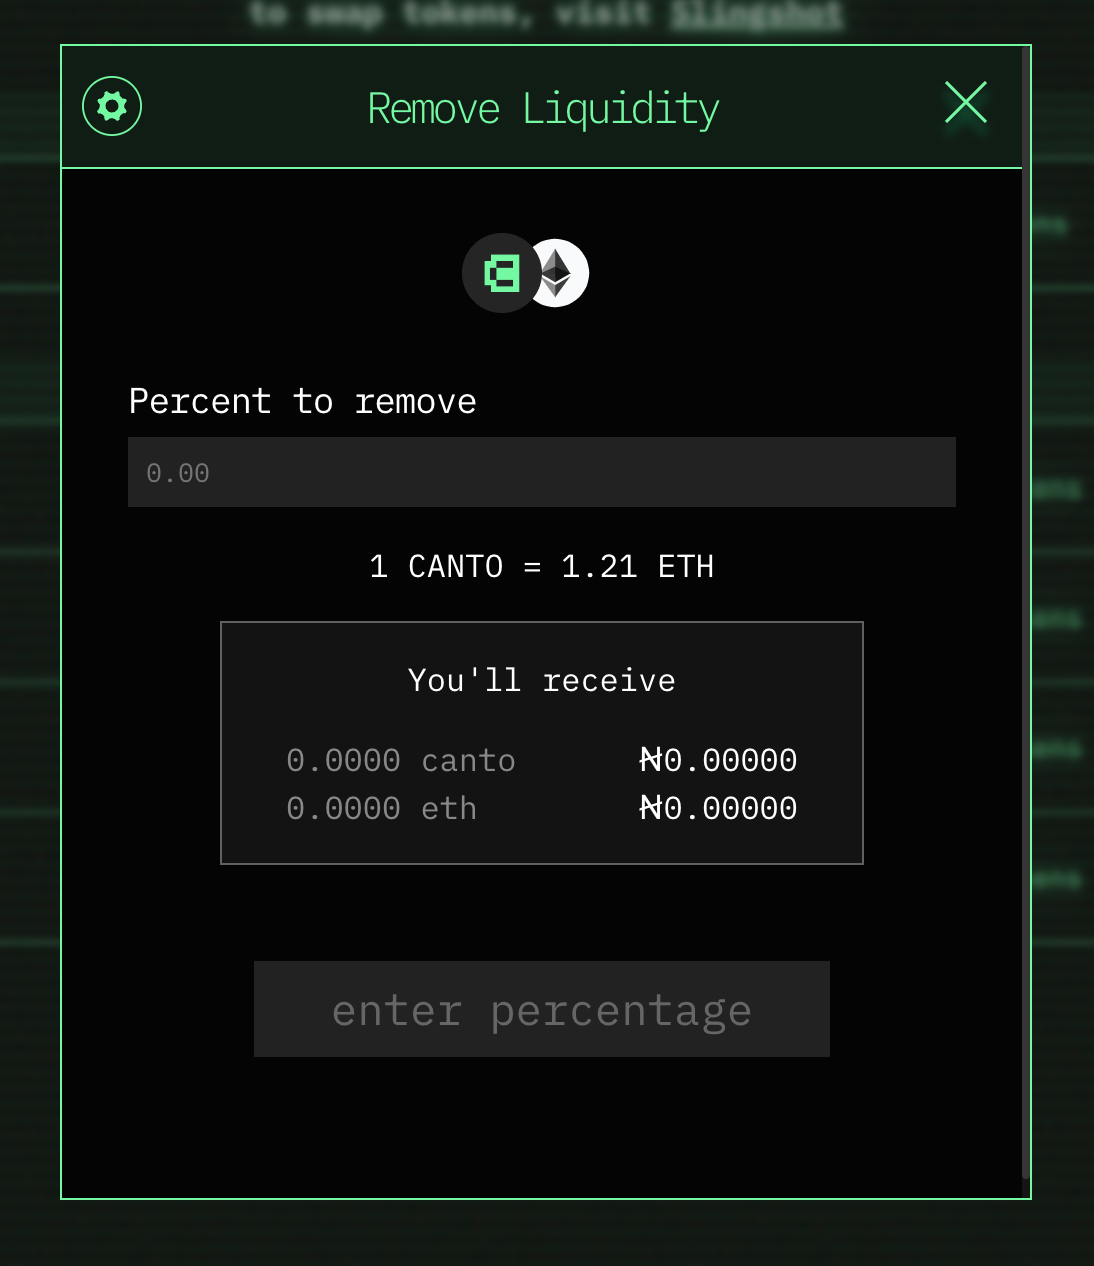 to swap tokens, visit Slingshot
Remove Liquidity
Percent to remove
0.00
1 CANTO = 1.21 ETH
You'll receive
0.0000 canto ₦0.00000
0.0000 eth ₦0.00000
enter percentage